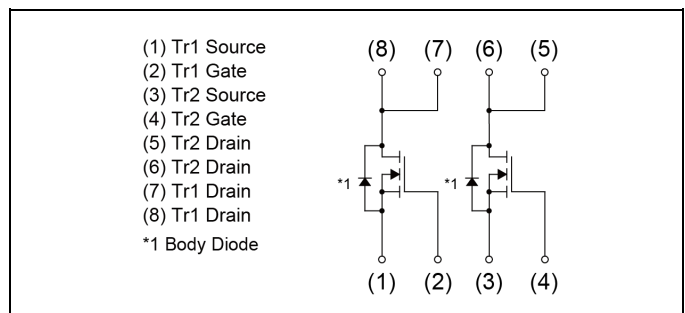 (1) Tr1 Source
(2) Tr1 Gate
(3) Tr2 Source
(4) Tr2 Gate
(5) Tr2 Drain
(6) Tr2 Drain
(7) Tr1 Drain
(8) Tr1 Drain
*1 Body Diode
(8) (7) (6) (5)
*1 *1
(1) (2) (3) (4)